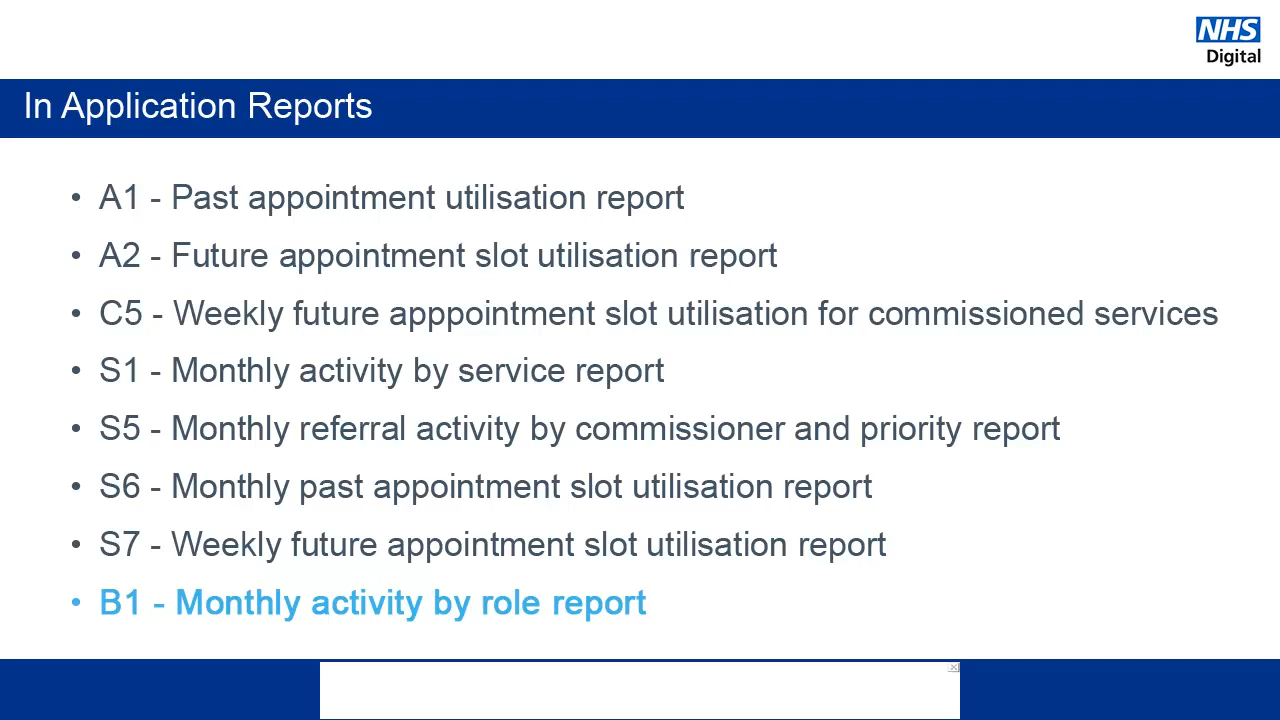 NHS
Digital
In Application Reports
• A1 - Past appointment utilisation report
• A2 - Future appointment slot utilisation report
• C5 - Weekly future apppointment slot utilisation for commissioned services
• S1 - Monthly activity by service report
• S5 - Monthly referral activity by commissioner and priority report
• S6 - Monthly past appointment slot utilisation report
• S7 - Weekly future appointment slot utilisation report
• B1 - Monthly activity by role report